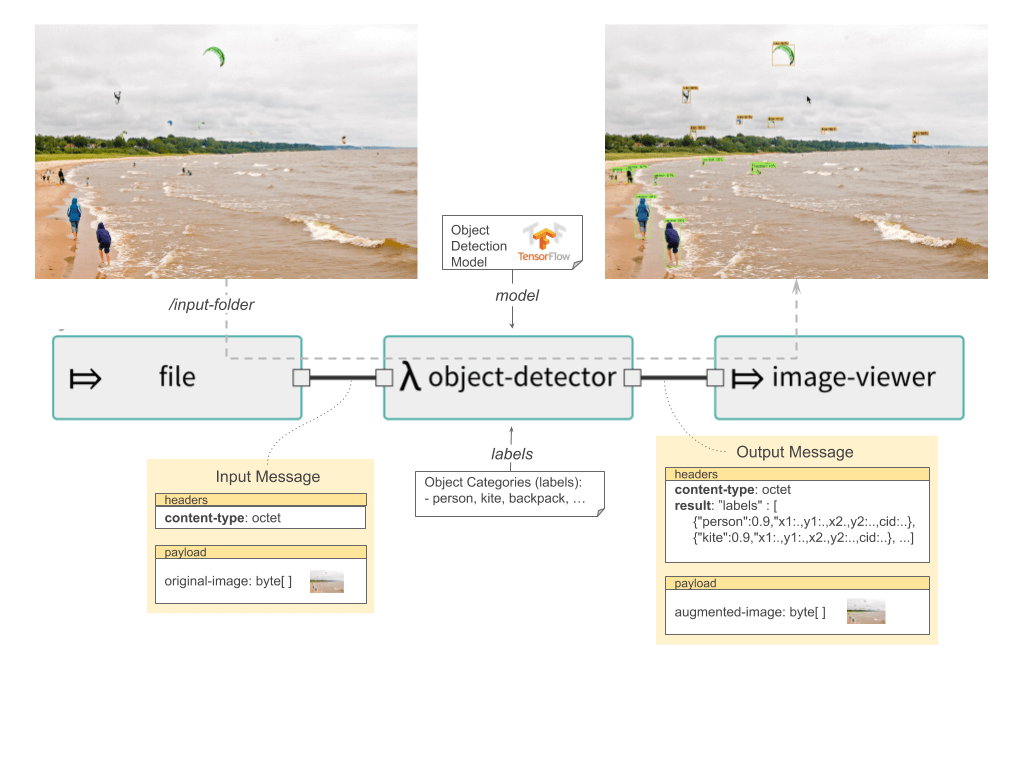 /input-folder
Object
Detection
Model
TensorFlow
model
file
λ object-detector
image-viewer
labels
Object Categories (labels):
- person, kite, backpack, …
Input Message
headers
content-type: octet
payload
original-image: byte[ ]
Output Message
headers
content-type: octet
result: "labels" : [
{"person":0.9,"x1:.,y1:.,x2.,y2:..,cid:..},
{"kite":0.9,"x1:.,y1:.,x2.,y2:..,cid:..}, ...]
payload
augmented-image: byte[ ]